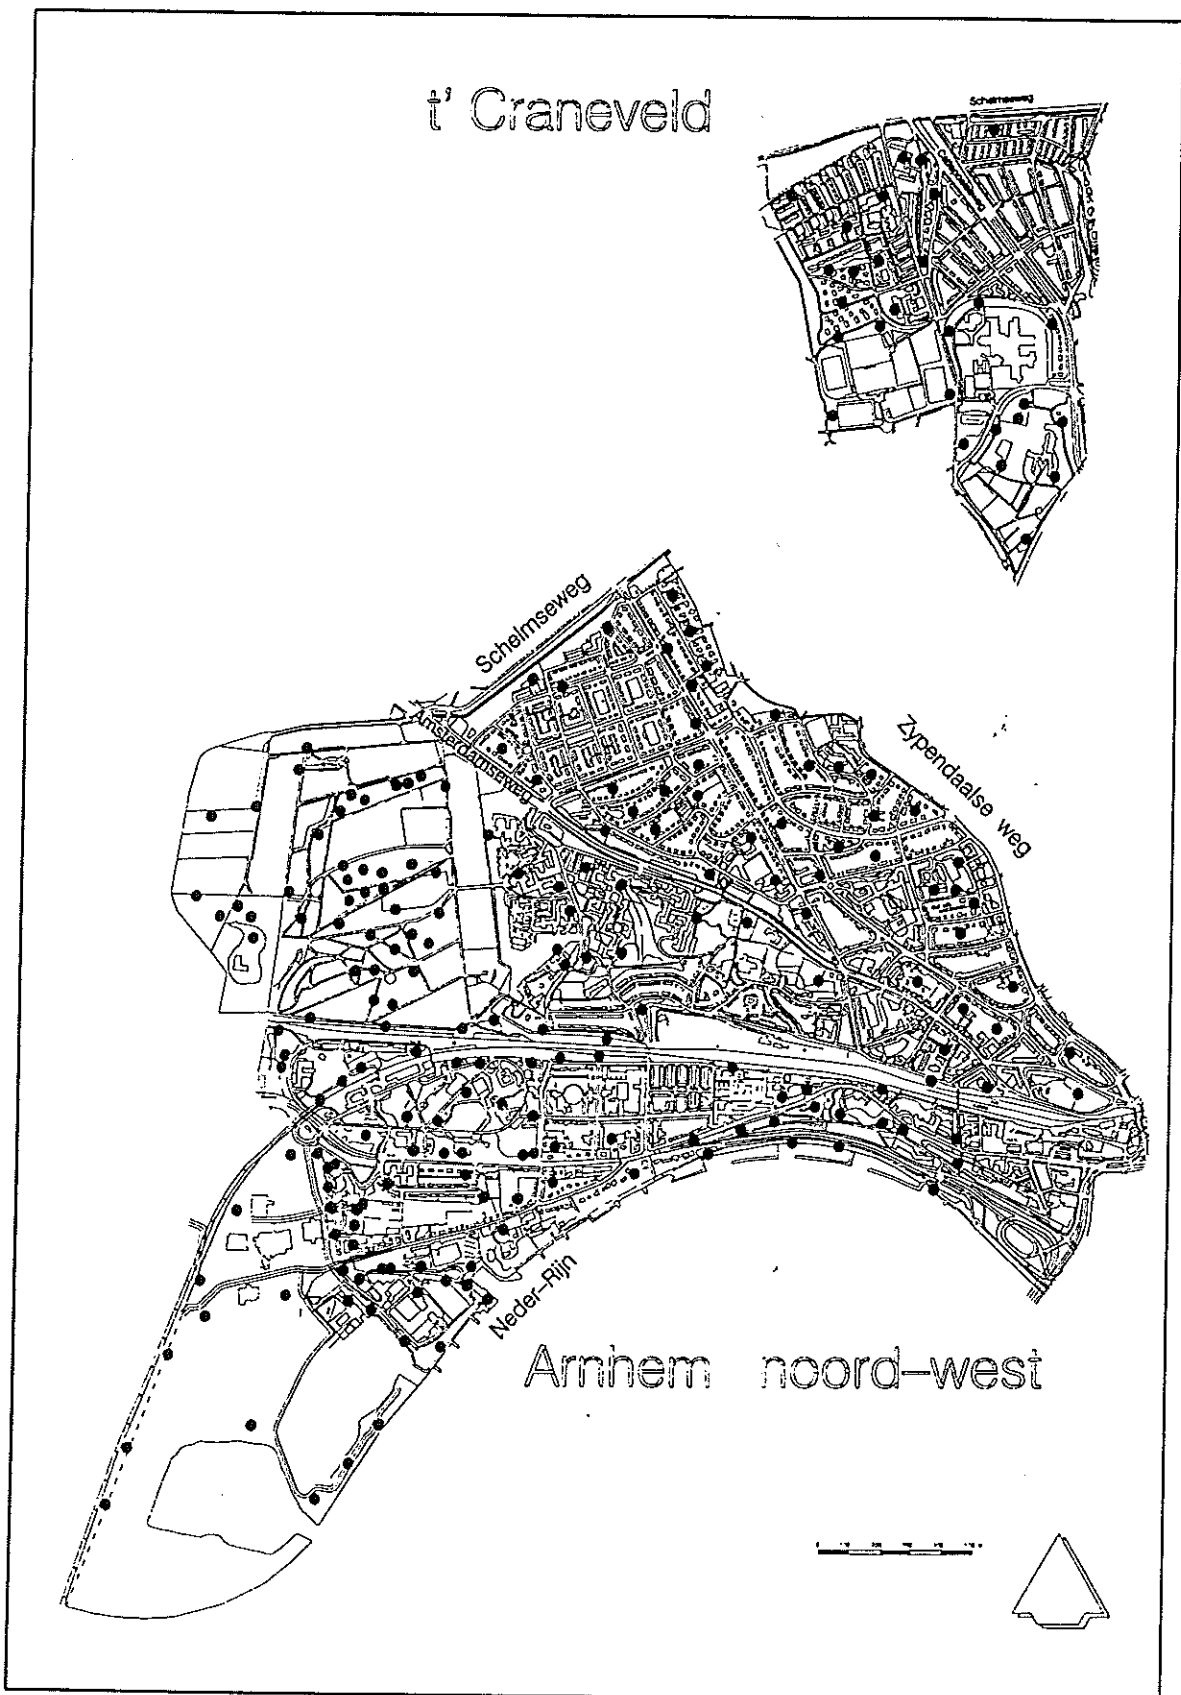 t' Craneveld
Schelmseweg
Schelmseweg
Amsterdamseweg
Zypendaalse weg
Neder-Rijn
Arnhem noord-west